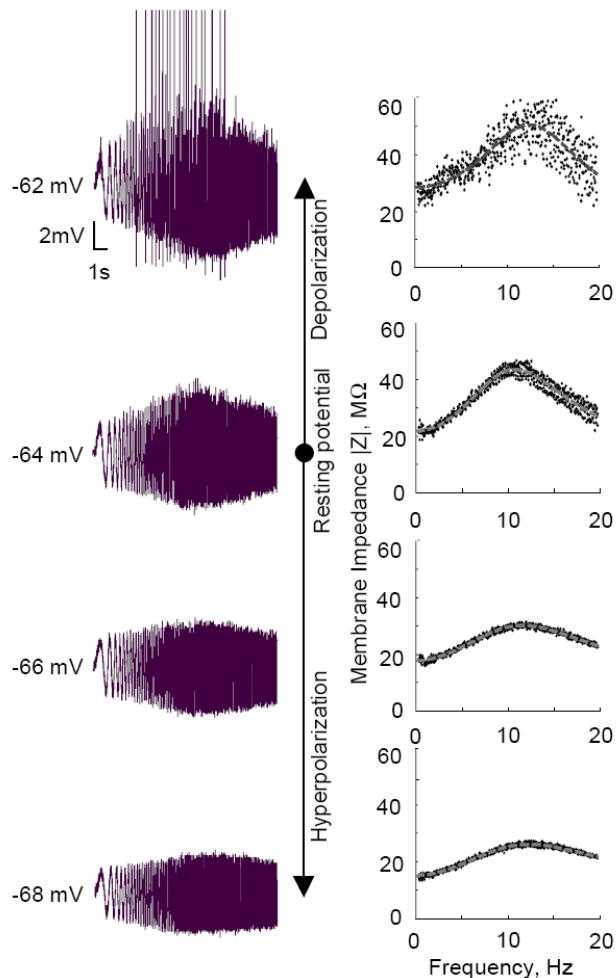 -62 mV
2mV
1s
Depolarization
60
40
20
0
0 10 20
-64 mV
Resting potential
Membrane Impedance |Z|, MΩ
60
40
20
0
0 10 20
-66 mV
60
40
20
0
0 10 20
Hyperpolarization
-68 mV
60
40
20
0
0 10 20
Frequency, Hz